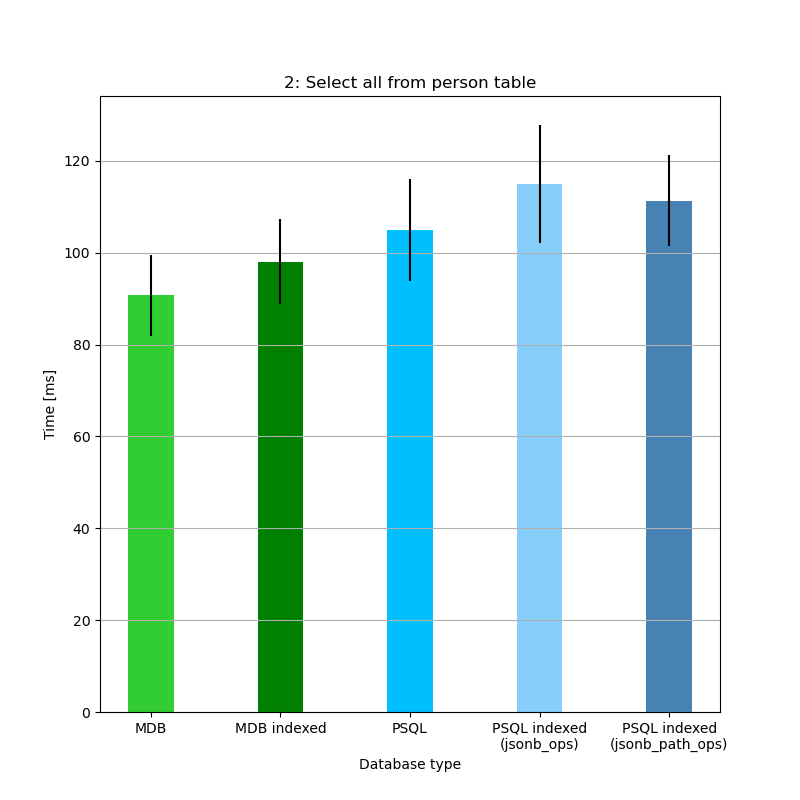 2: Select all from person table
120
100
80
60
40
20
0
Time [ms]
MDB
MDB indexed
PSQL
PSQL indexed
(jsonb_ops)
PSQL indexed
(jsonb_path_ops)
Database type